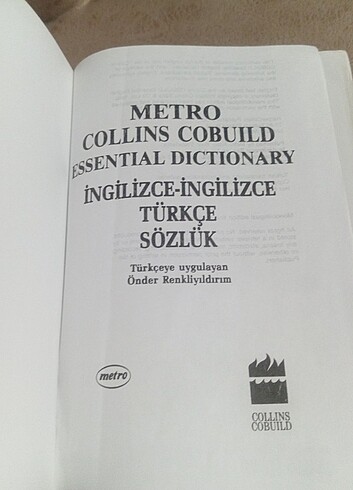 METRO
COLLINS COBUILD
ESSENTIAL DICTIONARY
İNGİLİZCE-İNGİLİZCE
TÜRKÇE
SÖZLÜK
Türkçeye uygulayan
Önder Renkliyıldırım
metro
COLLINS
COBUILD